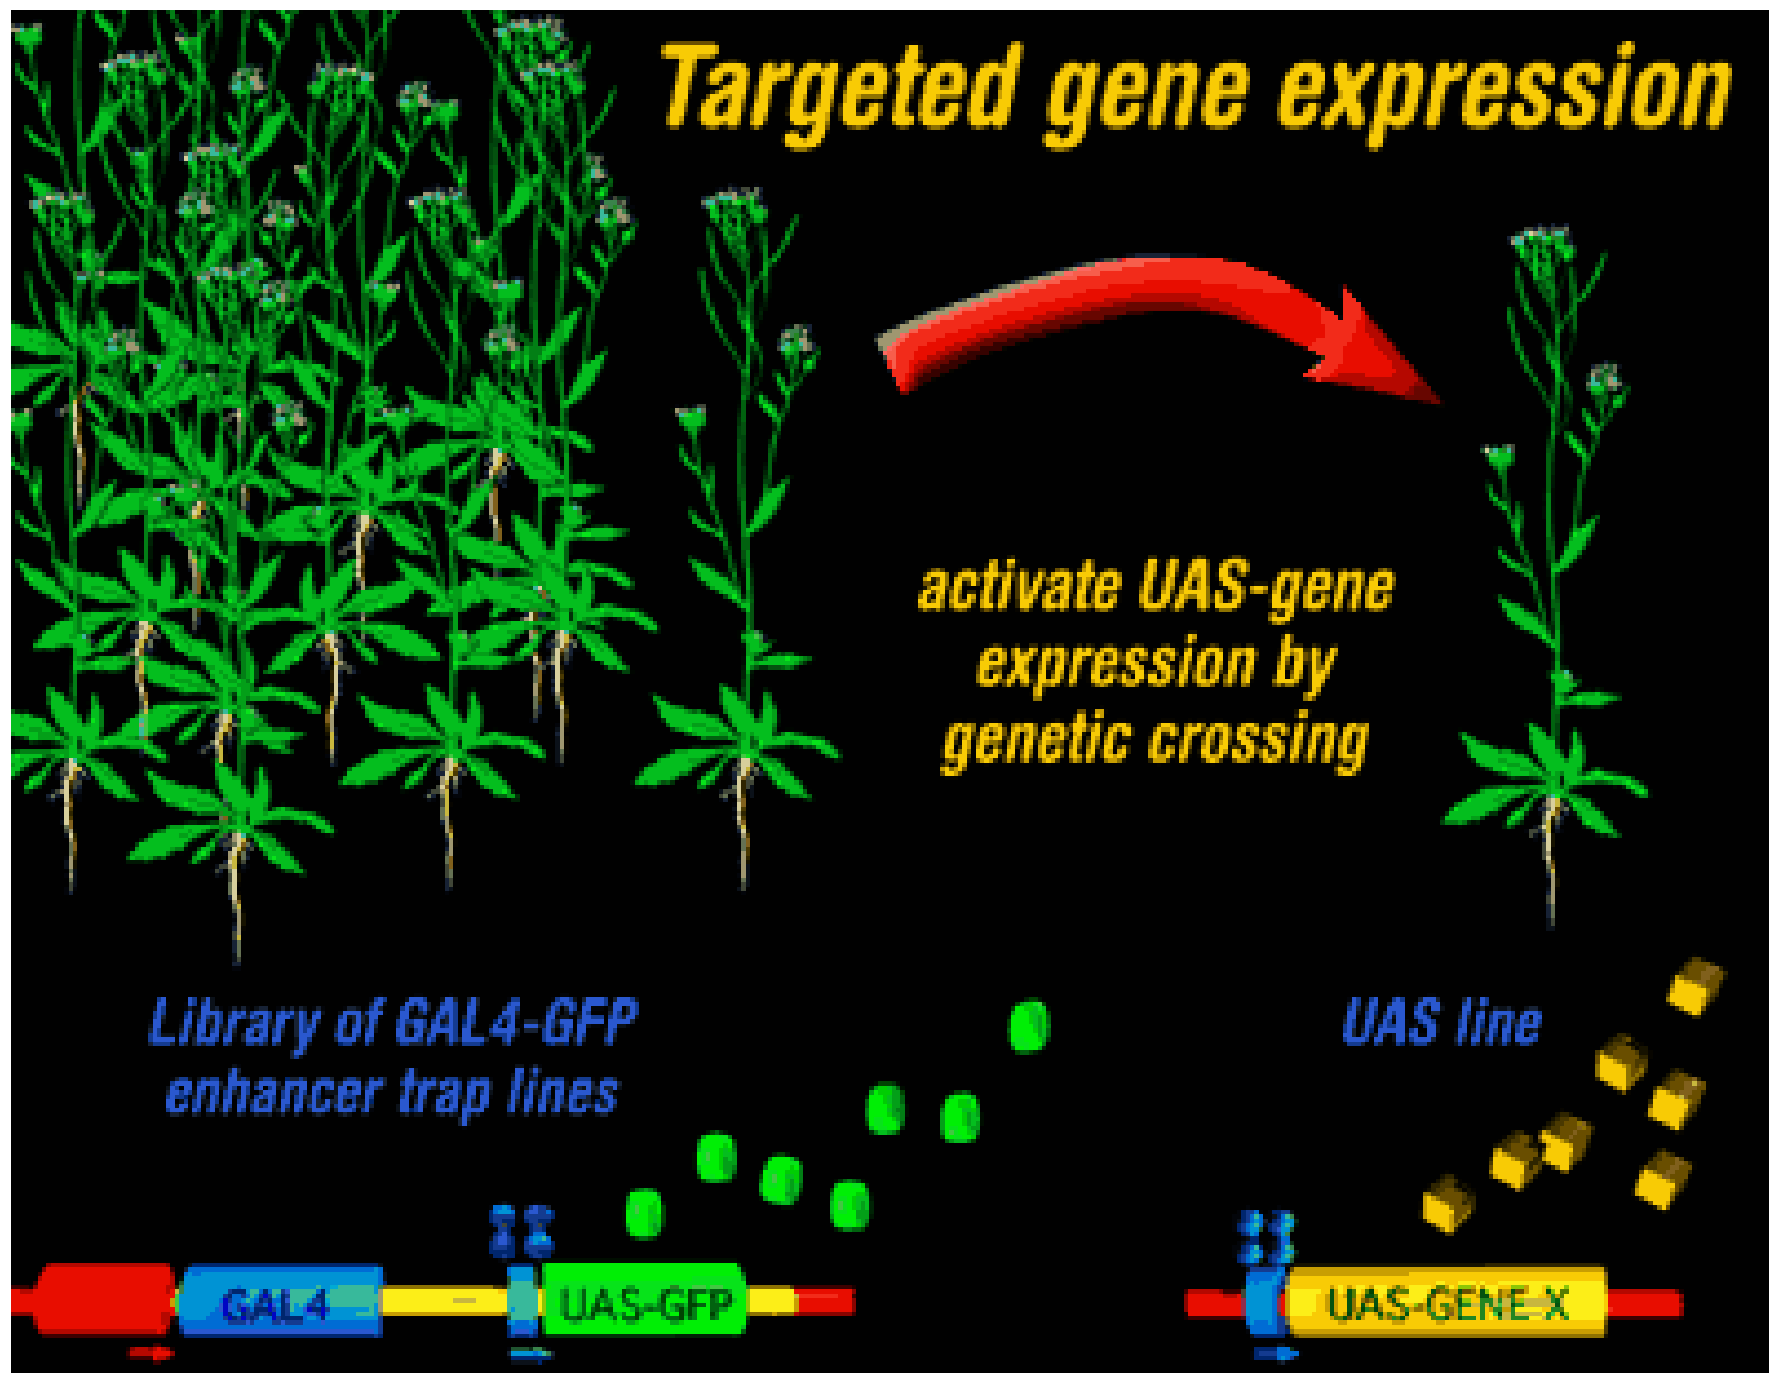 Targeted gene expression
activate UAS-gene
expression by
genetic crossing
Library of GAL4-GFP
enhancer trap lines
UAS line
GAL4
UAS-GFP
UAS-GENE-X